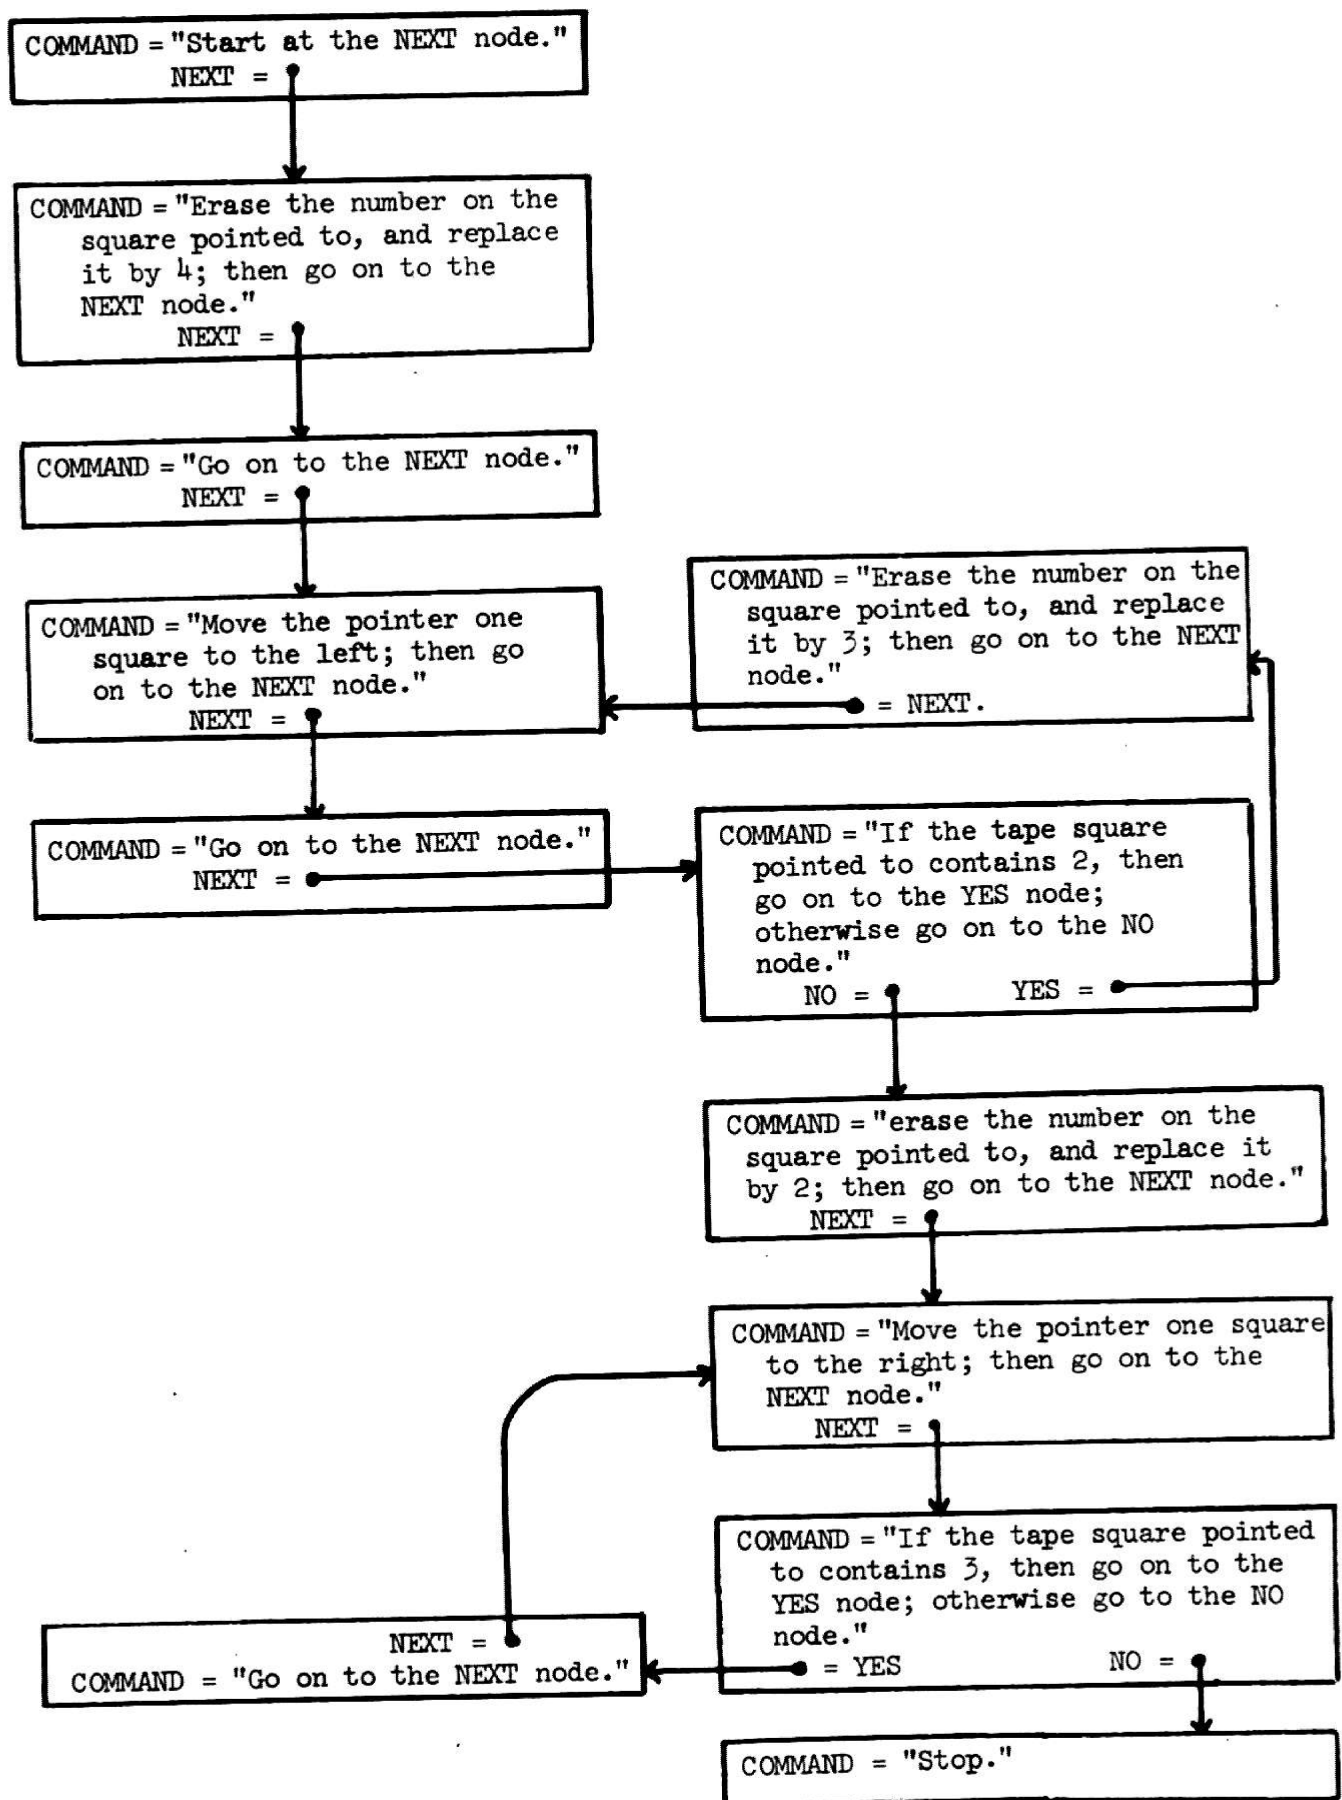 COMMAND = "Start at the NEXT node."
NEXT =
COMMAND = "Erase the number on the
square pointed to, and replace
it by 4; then go on to the
NEXT node."
NEXT =
COMMAND = "Go on to the NEXT node."
NEXT =
COMMAND = "Move the pointer one
square to the left; then go
on to the NEXT node."
NEXT =
COMMAND = "Erase the number on the
square pointed to, and replace
it by 3; then go on to the NEXT
node."
= NEXT.
COMMAND = "Go on to the NEXT node."
NEXT =
COMMAND = "If the tape square
pointed to contains 2, then
go on to the YES node;
otherwise go on to the NO
node."
NO = YES =
COMMAND = "erase the number on the
square pointed to, and replace it
by 2; then go on to the NEXT node."
NEXT =
COMMAND = "Move the pointer one square
to the right; then go on to the
NEXT node."
NEXT =
COMMAND = "If the tape square pointed
to contains 3, then go on to the
YES node; otherwise go to the NO
node."
= YES NO =
NEXT =
COMMAND = "Go on to the NEXT node."
COMMAND = "Stop."